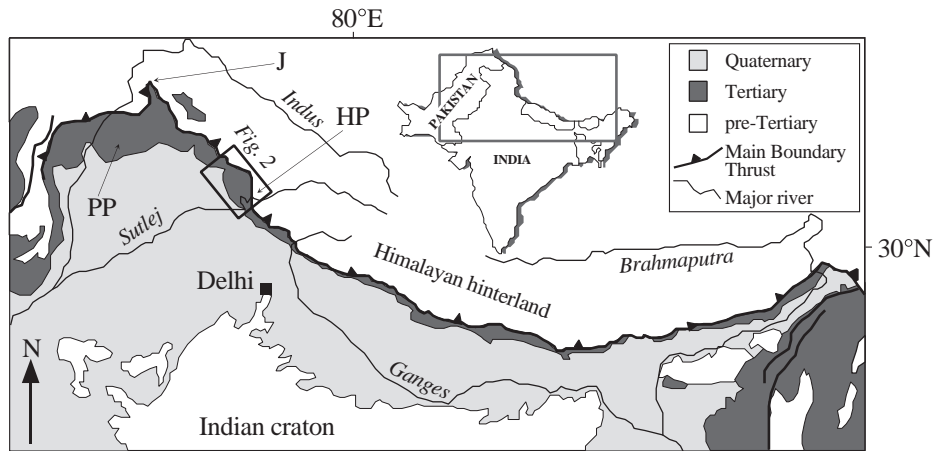 80°E
J
Indus
HP
Fig. 2
PP
Sutlej
Delhi
Himalayan hinterland
Brahmaputra
30°N
N
Ganges
Indian craton
PAKISTAN
INDIA
Quaternary
Tertiary
pre-Tertiary
Main Boundary
Thrust
Major river